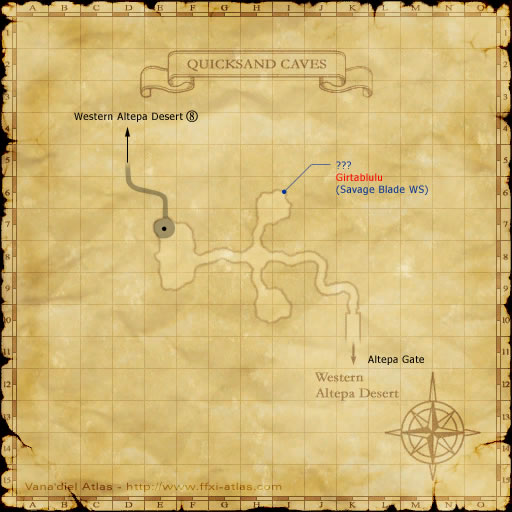 A B C D E F G H I J K L M N O
1
2
3
4
5
6
7
8
9
10
11
12
13
14
15
QUICKSAND CAVES
Western Altepa Desert ⑧
???
Girtablulu
(Savage Blade WS)
Altepa Gate
Western
Altepa Desert
Vana'diel Atlas - http://www.ffxi-atlas.com
A B C D E F G H I J K L M N O